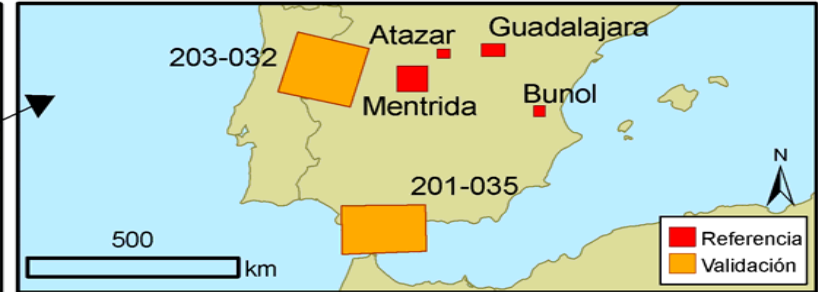 Guadalajara
Atazar
203-032
Mentrida
Bunol
N
201-035
500
km
Referencia
Validación